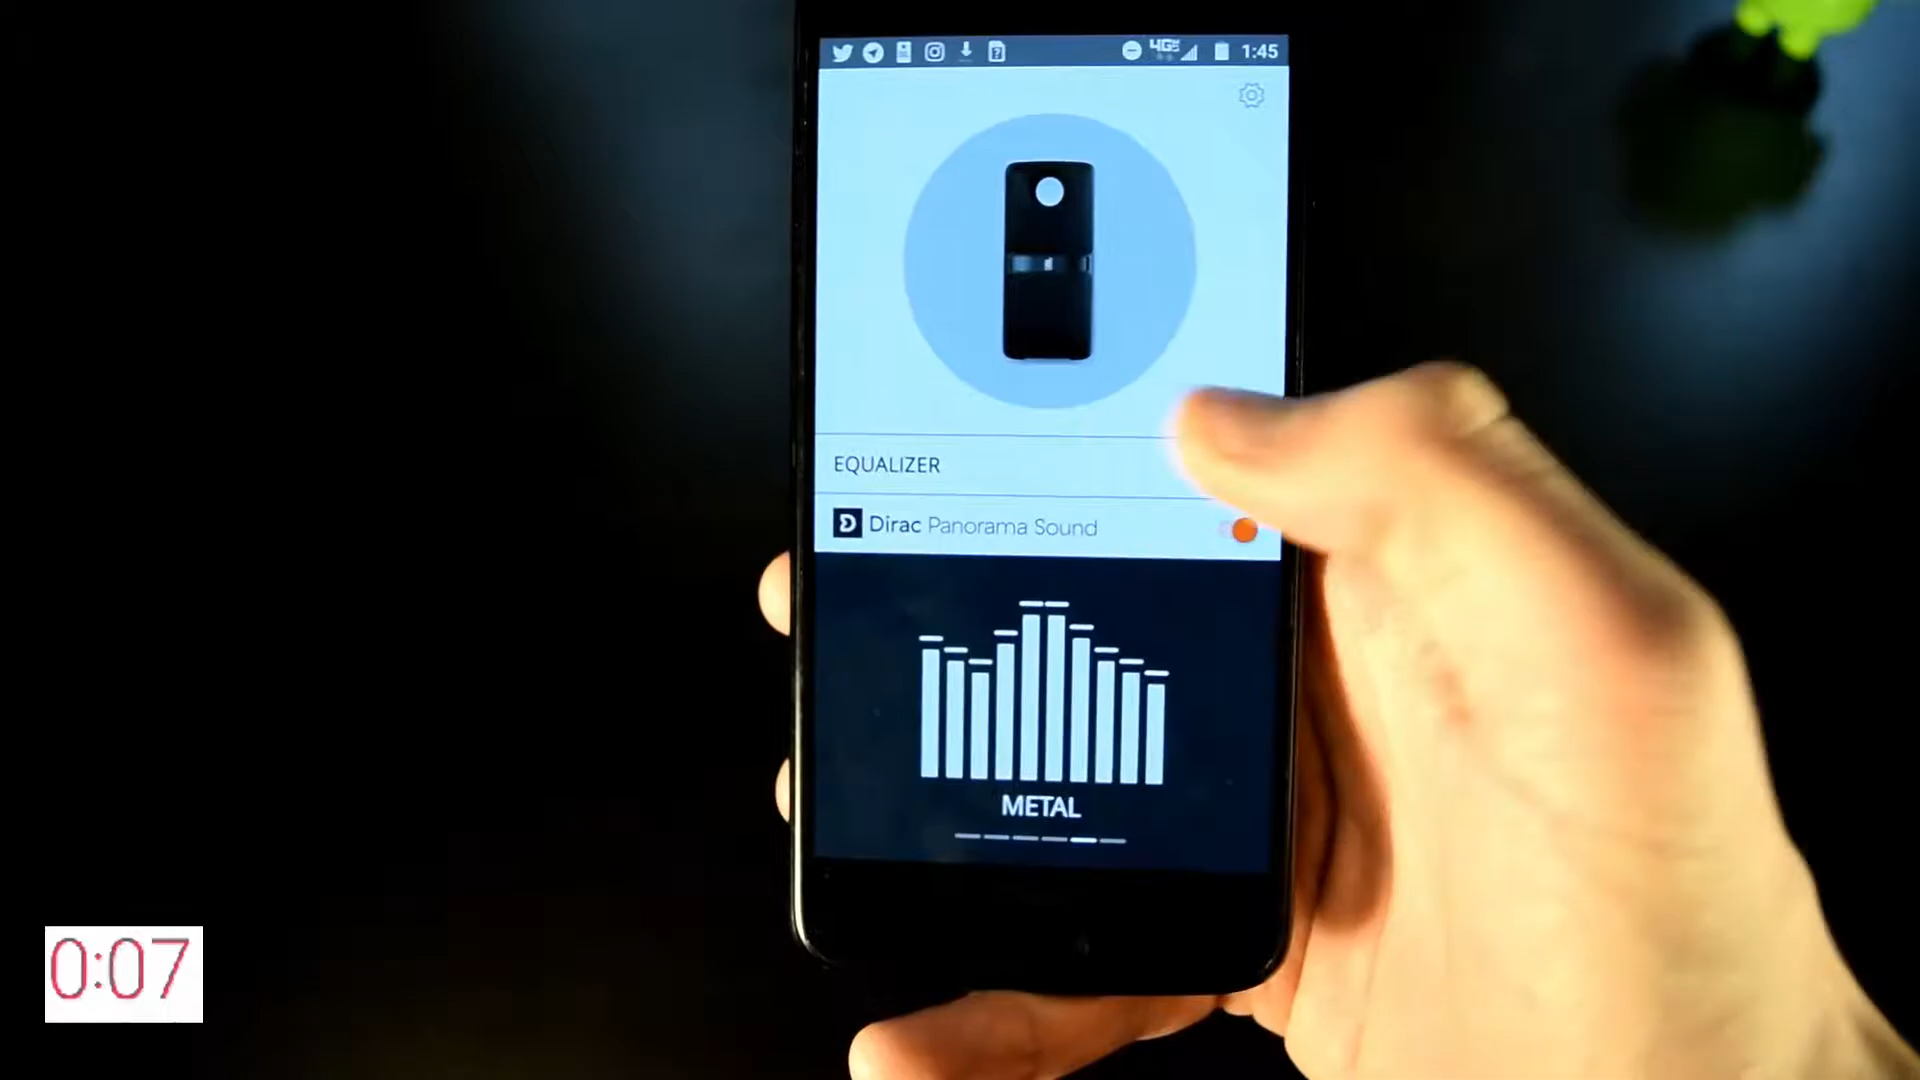 4G 1:45
EQUALIZER
Dirac Panorama Sound
METAL
0:07